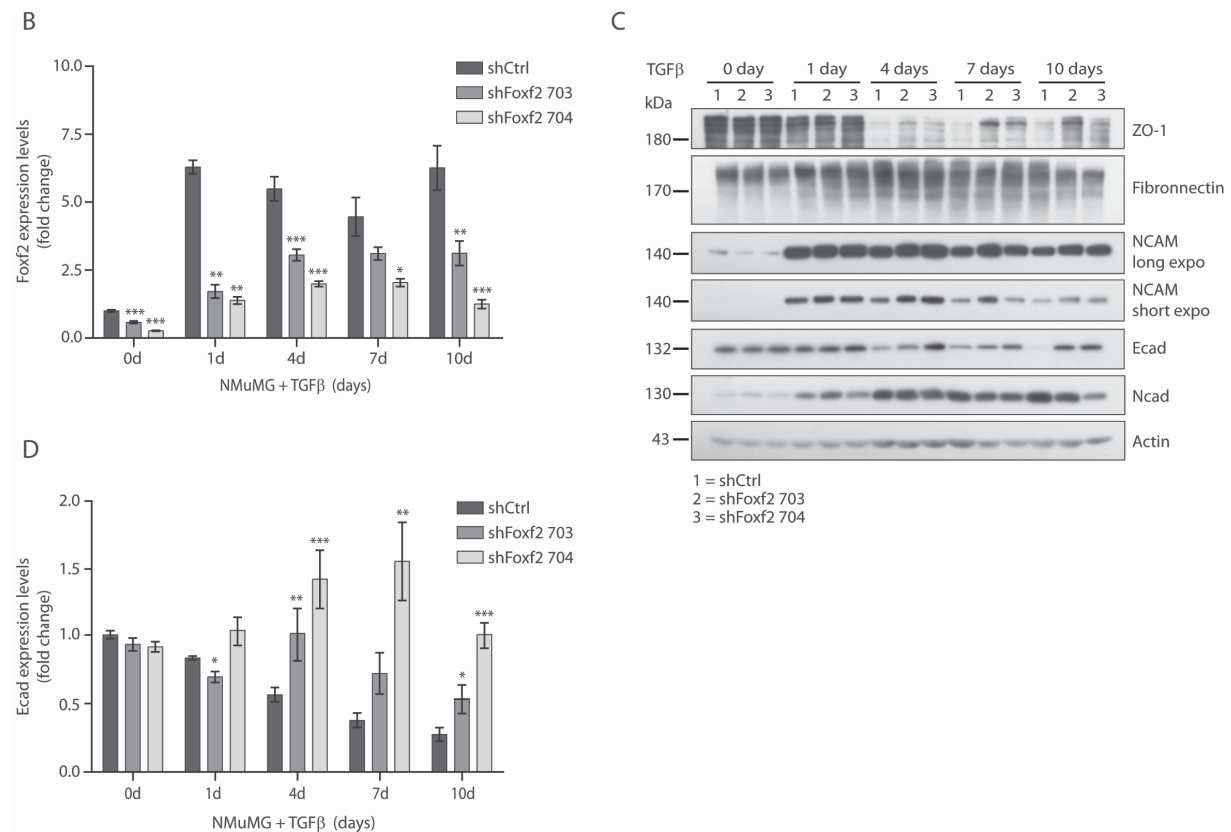 B
Foxf2 expression levels
(fold change)
10.0
7.5
5.0
2.5
0.0
shCtrl
shFoxf2 703
shFoxf2 704
*** *** ** ** *** *** * ** ***
0d 1d 4d 7d 10d
NMuMG + TGFβ (days)
C
TGFβ 0 day 1 day 4 days 7 days 10 days
1 2 3 1 2 3 1 2 3 1 2 3 1 2 3
kDa
180 ZO-1
170 Fibronnectin
140 NCAM
long expo
140 NCAM
short expo
132 Ecad
130 Ncad
43 Actin
1 = shCtrl
2 = shFoxf2 703
3 = shFoxf2 704
D
Ecad expression levels
(fold change)
2.0
1.5
1.0
0.5
0.0
shCtrl
shFoxf2 703
shFoxf2 704
* ** *** ** * ***
0d 1d 4d 7d 10d
NMuMG + TGFβ (days)